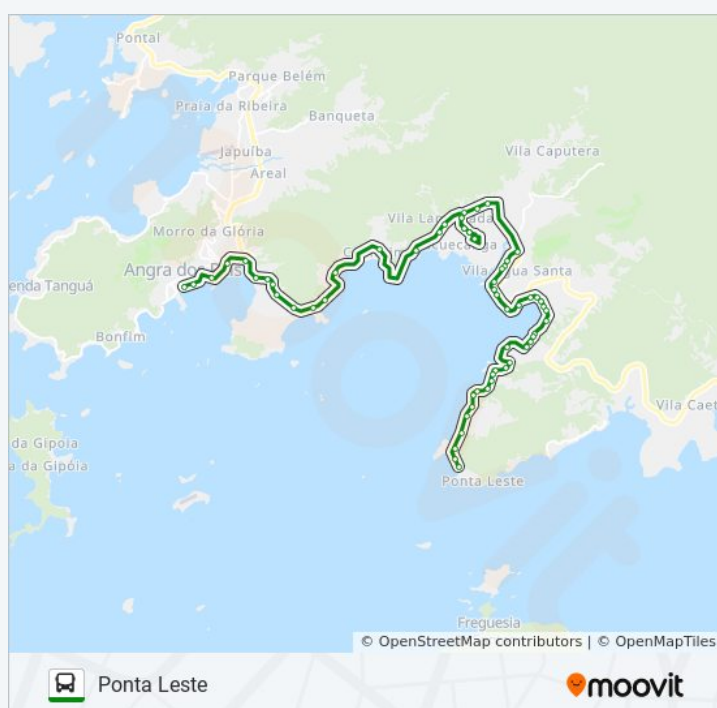 Pontal
Parque Belém
Praia da Ribeira
Banqueta
Japuíba
Areal
Vila Caputera
Morro da Glória
Angra dos Reis
enda Tanguá
Vila Água Santa
Bonfim
Vila Caet
da Gipoia
a da Gipóia
Ponta Leste
Freguesia
© OpenStreetMap contributors | © OpenMapTiles
Ponta Leste
moovit